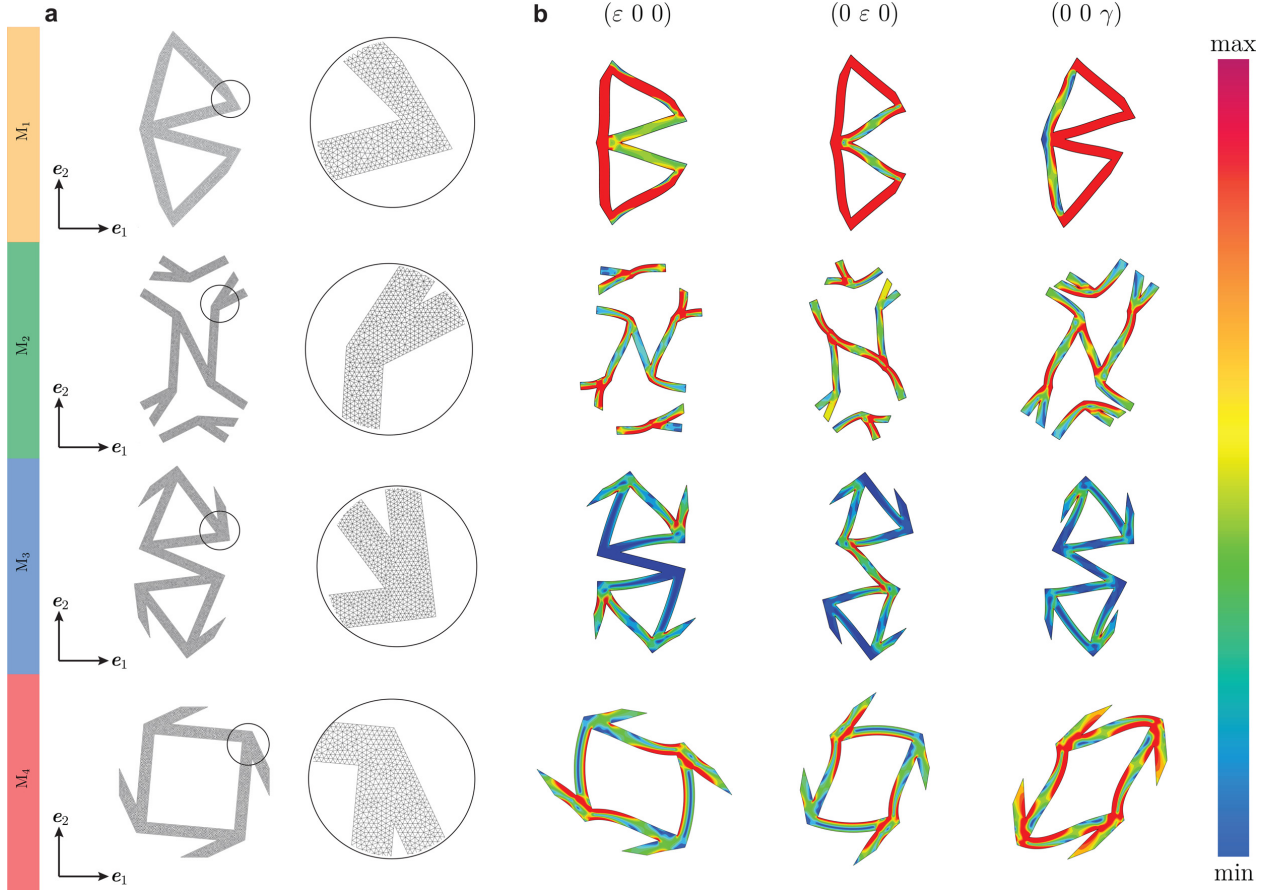 a
b
(ε 0 0)
(0 ε 0)
(0 0 γ)
max
M₁
e₂
e₁
M₂
e₂
e₁
M₃
e₂
e₁
M₄
e₂
e₁
min